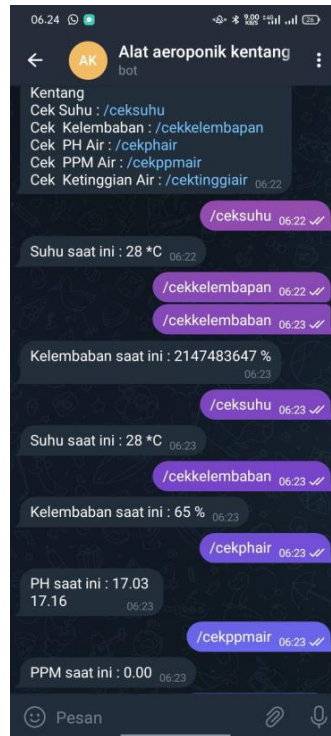 06.24
9.00 KB/S 26
AK Alat aeroponik kentang
bot
Kentang
Cek Suhu : /ceksuhu
Cek Kelembaban : /cekkelembapan
Cek PH Air : /cekphair
Cek PPM Air : /cekppmair
Cek Ketinggian Air : /cektinggiair 06:22
/ceksuhu 06:22
Suhu saat ini : 28 *C 06:22
/cekkelembapan 06:22
/cekkelembaban 06:23
Kelembaban saat ini : 2147483647 %
06:23
/ceksuhu 06:23
Suhu saat ini : 28 *C 06:23
/cekkelembaban 06:23
Kelembaban saat ini : 65 % 06:23
/cekphair 06:23
PH saat ini : 17.03
17.16 06:23
/cekppmair 06:23
PPM saat ini : 0.00 06:23
Pesan